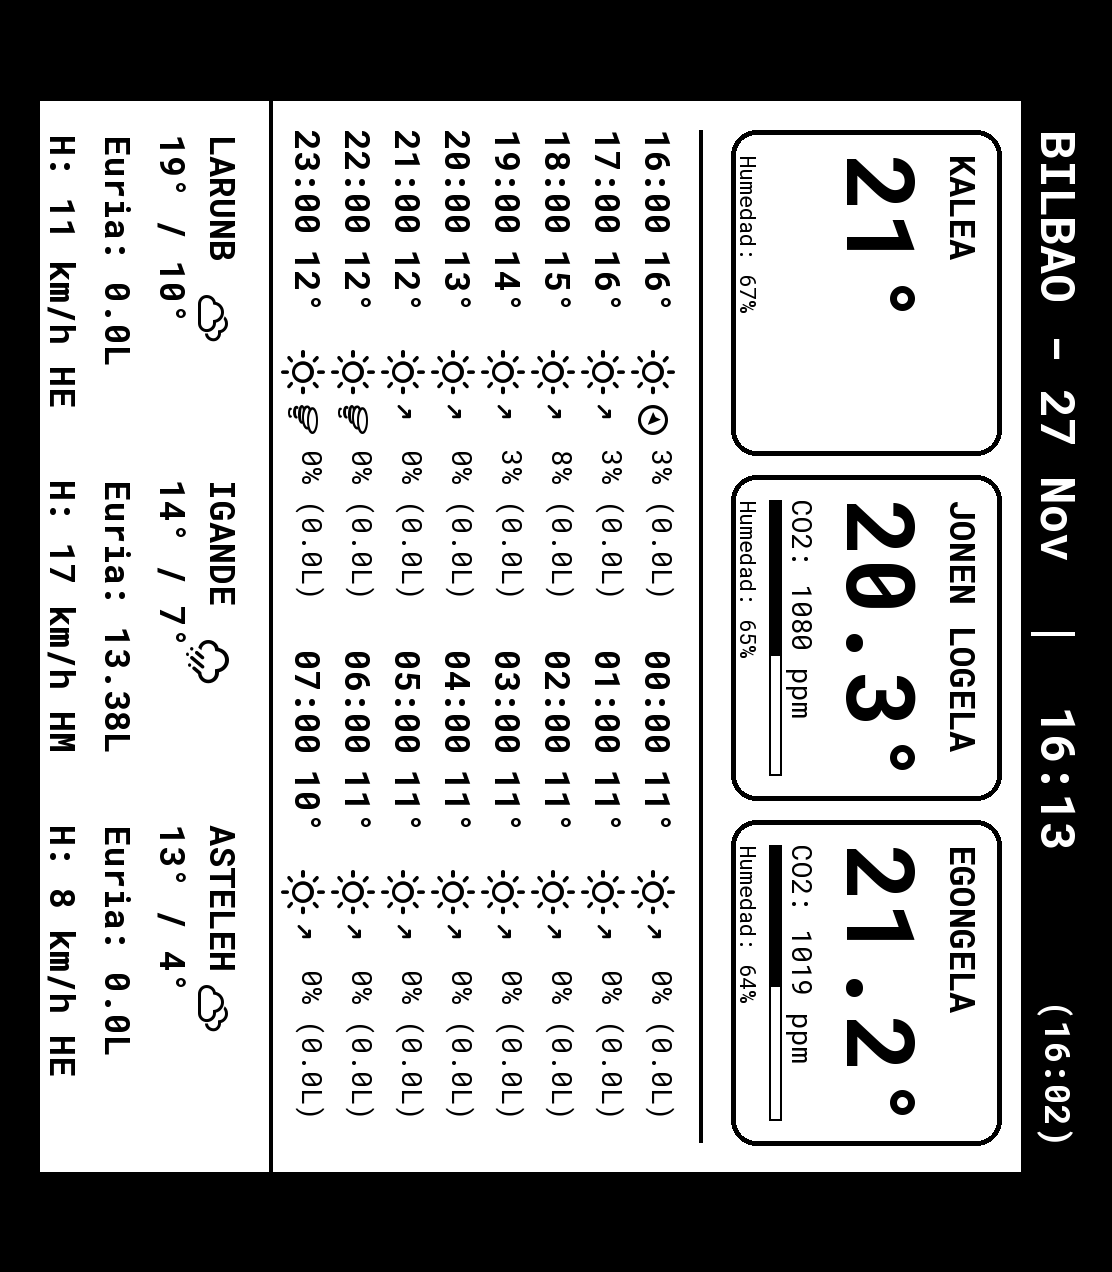 BILBAO - 27 Nov | 16:13 (16:02)
KALEA
21°
Humedad: 67%
JONEN LOGELA
20.3°
CO2: 1080 ppm
Humedad: 65%
EGONGELA
21.2°
CO2: 1019 ppm
Humedad: 64%
16:00 16° 3% (0.0L)
17:00 16° 3% (0.0L)
18:00 15° 8% (0.0L)
19:00 14° 3% (0.0L)
20:00 13° 0% (0.0L)
21:00 12° 0% (0.0L)
22:00 12° 0% (0.0L)
23:00 12° 0% (0.0L)
00:00 11° 0% (0.0L)
01:00 11° 0% (0.0L)
02:00 11° 0% (0.0L)
03:00 11° 0% (0.0L)
04:00 11° 0% (0.0L)
05:00 11° 0% (0.0L)
06:00 11° 0% (0.0L)
07:00 10° 0% (0.0L)
LARUNB
19° / 10°
Euria: 0.0L
H: 11 km/h HE
IGANDE
14° / 7°
Euria: 13.38L
H: 17 km/h HM
ASTELEH
13° / 4°
Euria: 0.0L
H: 8 km/h HE